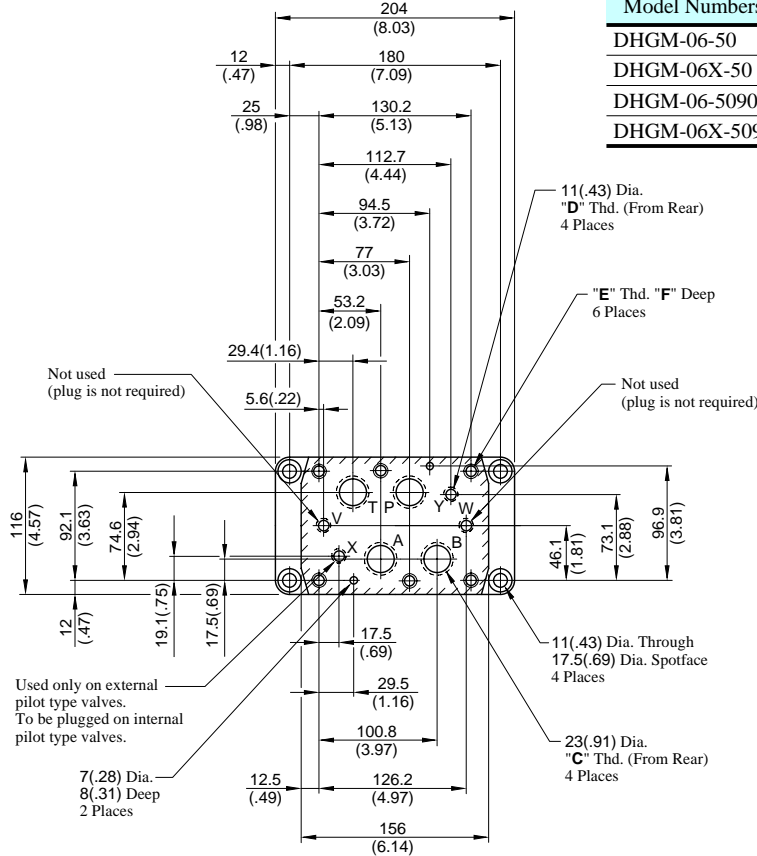 204
(8.03)
Model Numbers
DHGM-06-50
DHGM-06X-50
DHGM-06-5090
DHGM-06X-509
12
(.47)
180
(7.09)
25
(.98)
130.2
(5.13)
112.7
(4.44)
94.5
(3.72)
77
(3.03)
53.2
(2.09)
29.4(1.16)
5.6(.22)
11(.43) Dia.
"D" Thd. (From Rear)
4 Places
"E" Thd. "F" Deep
6 Places
Not used
(plug is not required)
Not used
(plug is not required)
T P Y W
V
X A B
116
(4.57)
92.1
(3.63)
74.6
(2.94)
12
(.47)
19.1(.75)
17.5(.69)
46.1
(1.81)
73.1
(2.88)
96.9
(3.81)
17.5
(.69)
29.5
(1.16)
100.8
(3.97)
12.5
(.49)
126.2
(4.97)
156
(6.14)
Used only on external
pilot type valves.
To be plugged on internal
pilot type valves.
7(.28) Dia.
8(.31) Deep
2 Places
11(.43) Dia. Through
17.5(.69) Dia. Spotface
4 Places
23(.91) Dia.
"C" Thd. (From Rear)
4 Places